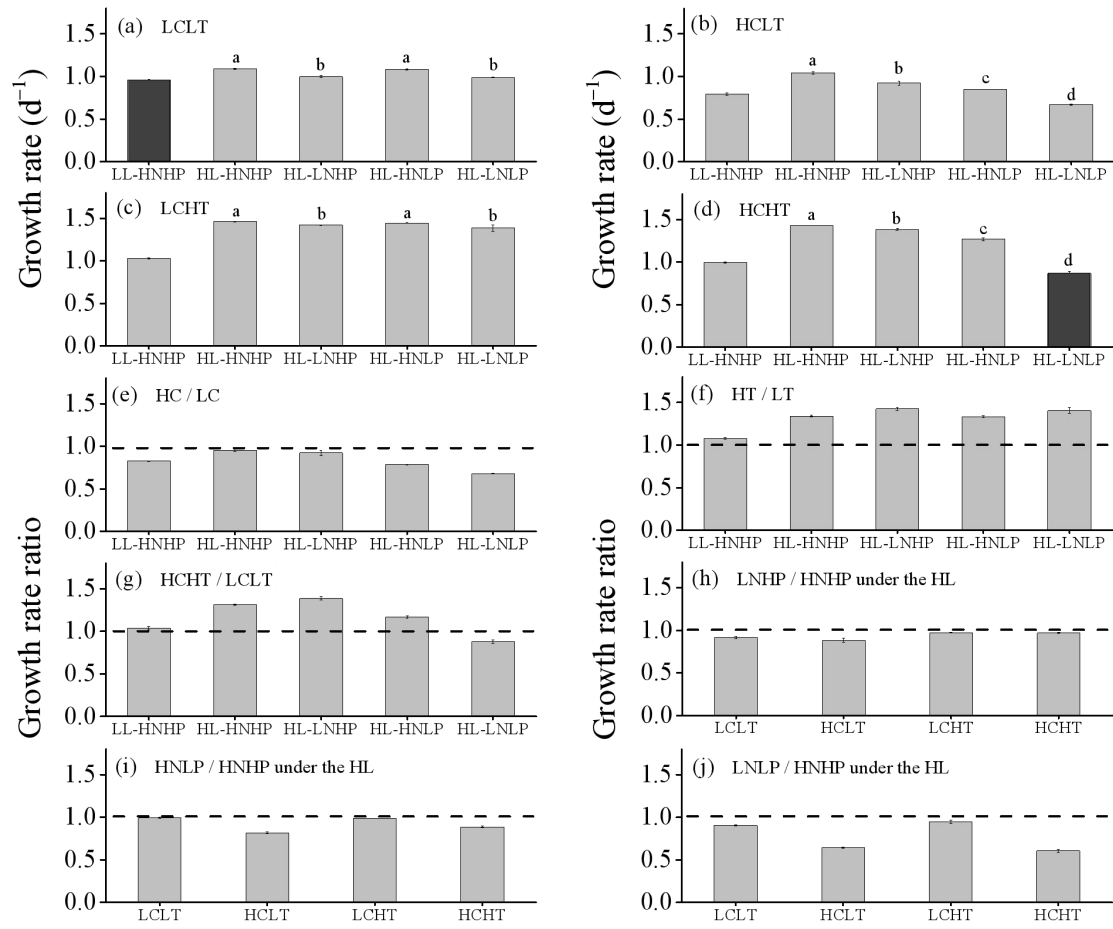 (a) LCLT
1.5
1.0
0.5
0.0
a b a b
LL-HNHP HL-HNHP HL-LNHP HL-HNLP HL-LNLP
Growth rate (d⁻¹)
(b) HCLT
1.5
1.0
0.5
0.0
a b c d
LL-HNHP HL-HNHP HL-LNHP HL-HNLP HL-LNLP
Growth rate (d⁻¹)
(c) LCHT
1.5
1.0
0.5
0.0
a b a b
LL-HNHP HL-HNHP HL-LNHP HL-HNLP HL-LNLP
(d) HCHT
1.5
1.0
0.5
0.0
a b c d
LL-HNHP HL-HNHP HL-LNHP HL-HNLP HL-LNLP
(e) HC / LC
1.5
1.0
0.5
0.0
LL-HNHP HL-HNHP HL-LNHP HL-HNLP HL-LNLP
(f) HT / LT
1.5
1.0
0.5
0.0
LL-HNHP HL-HNHP HL-LNHP HL-HNLP HL-LNLP
Growth rate ratio
(g) HCHT / LCLT
1.5
1.0
0.5
0.0
LL-HNHP HL-HNHP HL-LNHP HL-HNLP HL-LNLP
Growth rate ratio
(h) LNHP / HNHP under the HL
1.5
1.0
0.5
0.0
LCLT HCLT LCHT HCHT
(i) HNLP / HNHP under the HL
1.5
1.0
0.5
0.0
LCLT HCLT LCHT HCHT
(j) LNLP / HNHP under the HL
1.5
1.0
0.5
0.0
LCLT HCLT LCHT HCHT